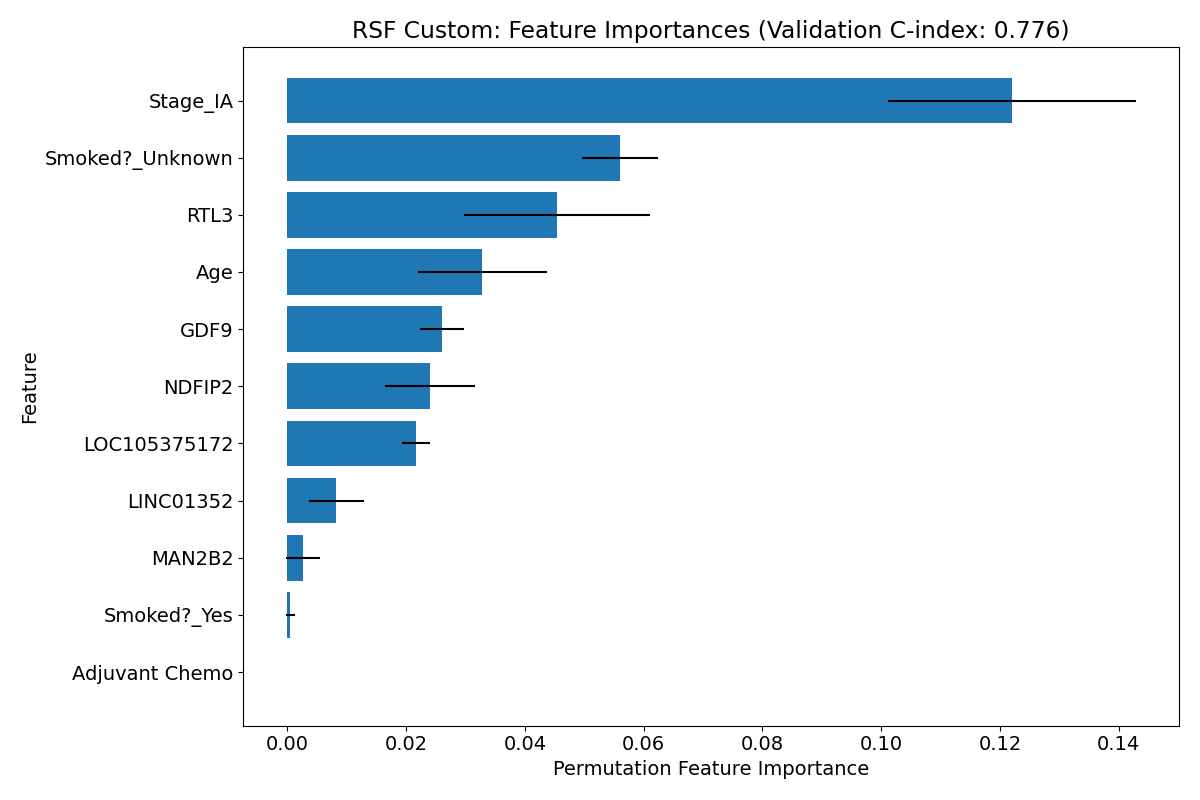 RSF Custom: Feature Importances (Validation C-index: 0.776)
Feature
Stage_IA
Smoked?_Unknown
RTL3
Age
GDF9
NDFIP2
LOC105375172
LINC01352
MAN2B2
Smoked?_Yes
Adjuvant Chemo
0.00 0.02 0.04 0.06 0.08 0.10 0.12 0.14
Permutation Feature Importance